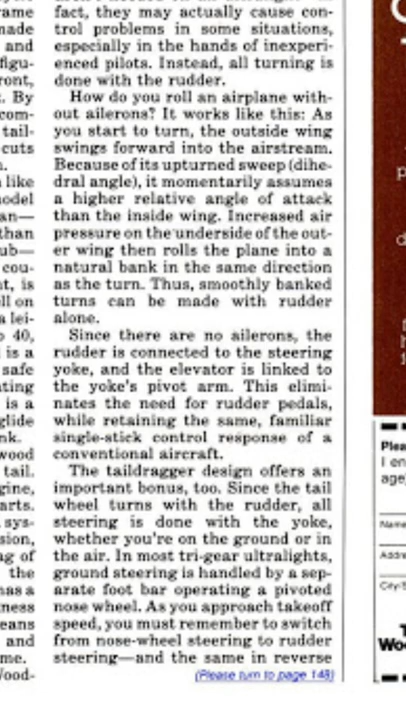 fact, they may actually cause con-
trol problems in some situations,
especially in the hands of inexperi-
enced pilots. Instead, all turning is
done with the rudder.
How do you roll an airplane with-
out ailerons? It works like this: As
you start to turn, the outside wing
swings forward into the airstream.
Because of its upturned sweep (dihe-
dral angle), it momentarily assumes
a higher relative angle of attack
than the inside wing. Increased air
pressure on the underside of the out-
er wing then rolls the plane into a
natural bank in the same direction
as the turn. Thus, smoothly banked
turns can be made with rudder
alone.
Since there are no ailerons, the
rudder is connected to the steering
yoke, and the elevator is linked to
the yoke's pivot arm. This elimi-
nates the need for rudder pedals,
while retaining the same, familiar
single-stick control response of a
conventional aircraft.
The taildragger design offers an
important bonus, too. Since the tail
wheel turns with the rudder, all
steering is done with the yoke,
whether you're on the ground or in
the air. In most tri-gear ultralights,
ground steering is handled by a sep-
arate foot bar operating a pivoted
nose wheel. As you approach takeoff
speed, you must remember to switch
from nose-wheel steering to rudder
steering—and the same in reverse
(Please turn to page 148)